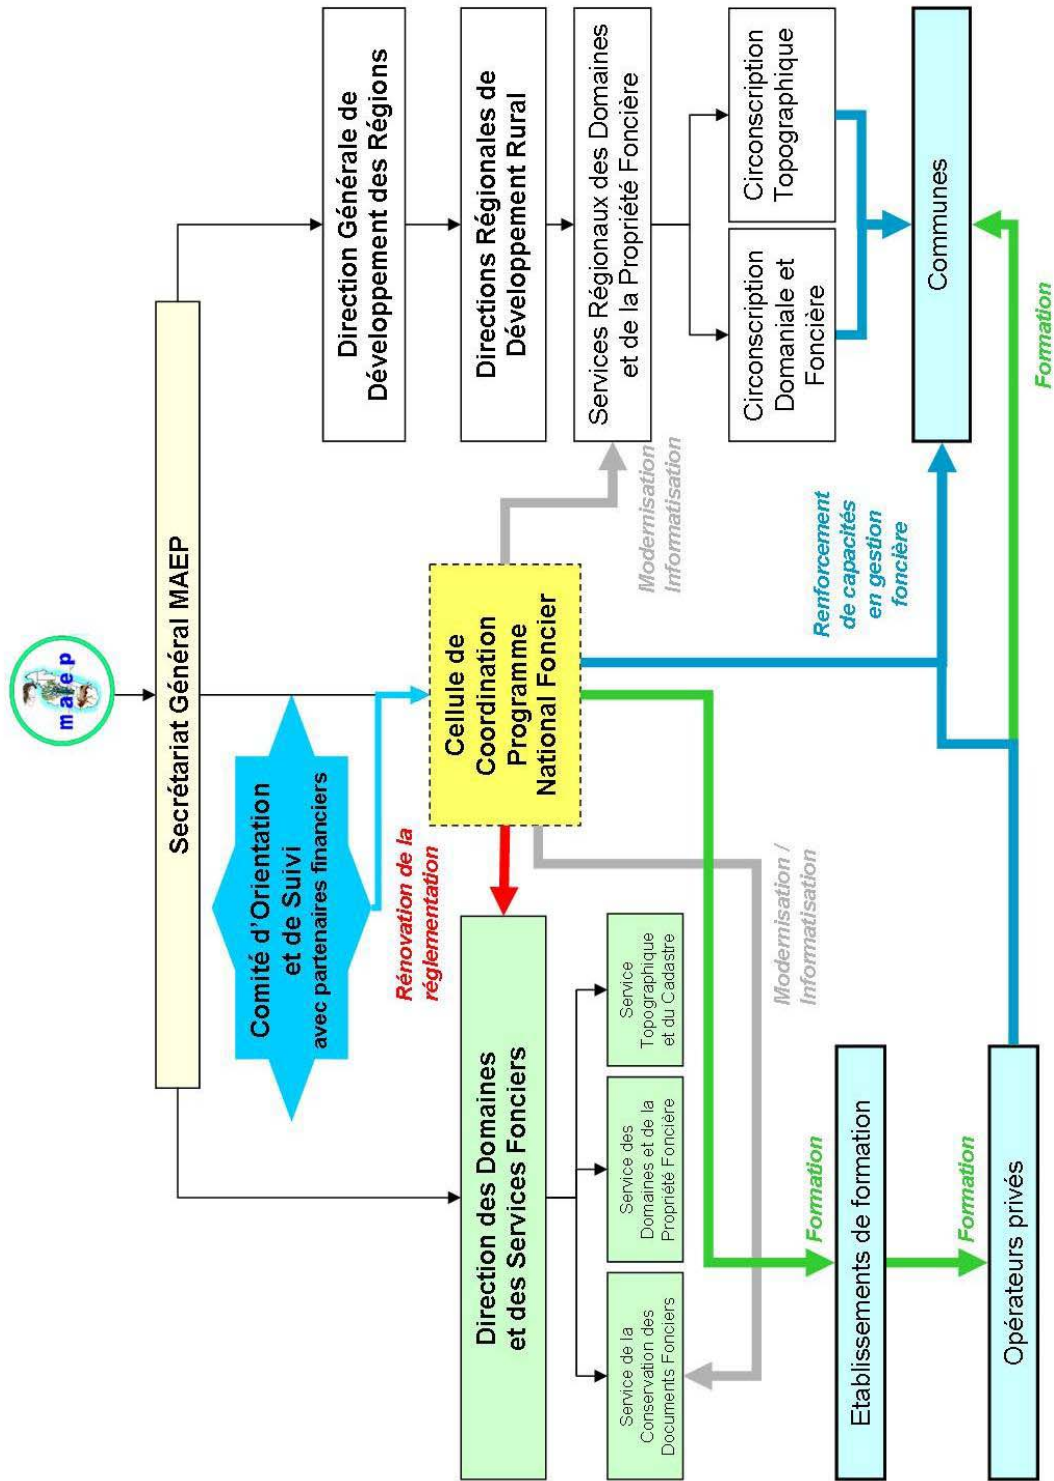 maep
Secrétariat Général MAEP
Comité d'Orientation
et de Suivi
avec partenaires financiers
Direction Générale de
Développement des Régions
Rénovation de la
réglementation
Cellule de
Coordination
Programme
National Foncier
Direction des Domaines
et des Services Fonciers
Directions Régionales de
Développement Rural
Services Régionaux des Domaines
et de la Propriété Foncière
Modernisation
Informatisation
Service de la
Conservation des
Documents Fonciers
Service des
Domaines et de la
Propriété Foncière
Service
Topographique
et du Cadastre
Circonscription
Domaniale et
Foncière
Circonscription
Topographique
Modernisation /
Informatisation
Formation
Renforcement
de capacités
en gestion
foncière
Etablissements de formation
Communes
Formation
Opérateurs privés
Formation